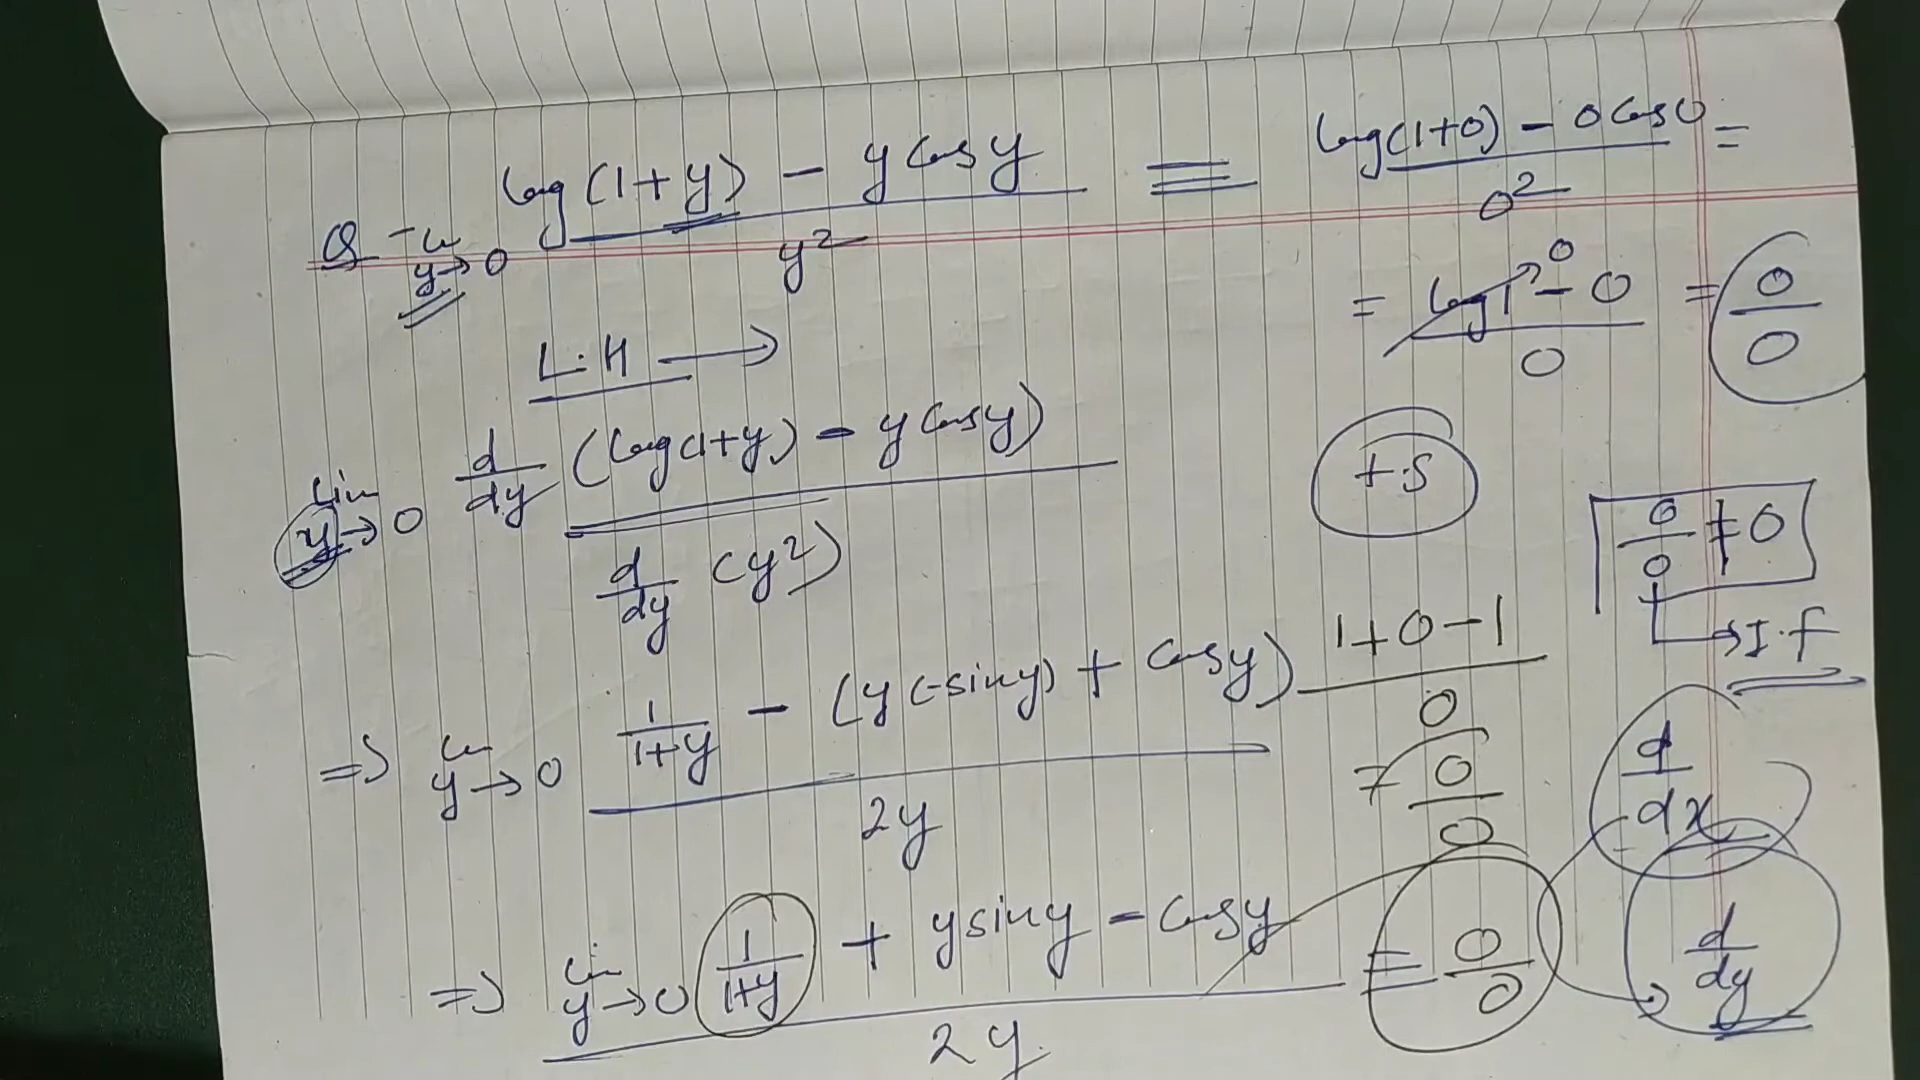 Q lim y→0 (log(1+y) - y cos y) / y² = (log(1+0) - 0 cos 0) / 0² =
= (log 1 - 0) / 0 = 0/0
0
L.H →
lim y→0 d/dy (log(1+y) - y cos y) / d/dy (y²)
t.s
0/0 ≠ 0
→ I.f
⇒ lim y→0 (1/(1+y) - (y(-sin y) + cos y)) / 2y
(1+0-1) / 0
= 0/0
d/dx
⇒ lim y→0 (1/(1+y) + y sin y - cos y) / 2y = 0/0
d/dy